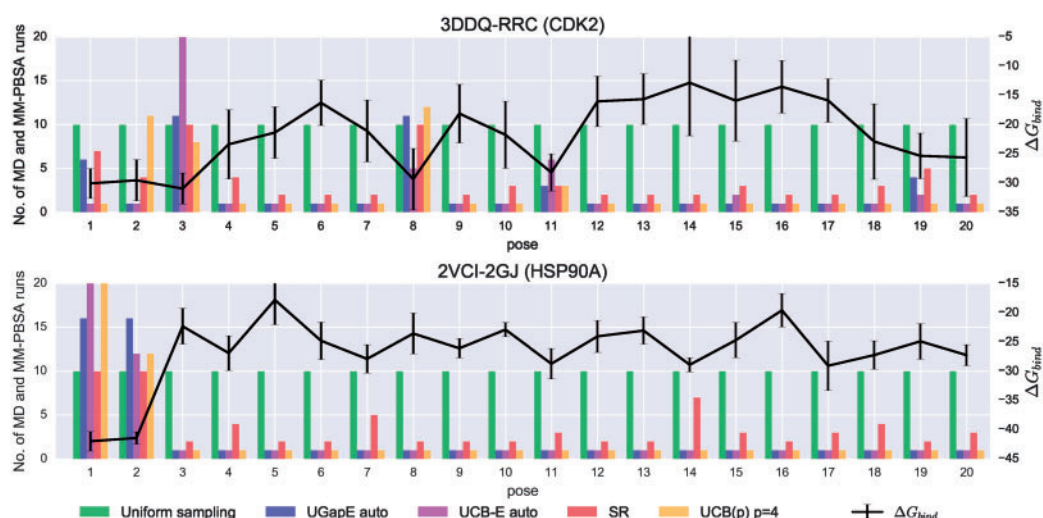 3DDQ-RRC (CDK2)
No. of MD and MM-PBSA runs
20
15
10
5
0
−5
−10
−15
−20
−25
−30
−35
ΔG_bind
1 2 3 4 5 6 7 8 9 10 11 12 13 14 15 16 17 18 19 20
pose
2VCI-2GJ (HSP90A)
No. of MD and MM-PBSA runs
20
15
10
5
0
−15
−20
−25
−30
−35
−40
−45
ΔG_bind
1 2 3 4 5 6 7 8 9 10 11 12 13 14 15 16 17 18 19 20
pose
Uniform sampling UGapE auto UCB-E auto SR UCB(p) p=4 ΔG_bind